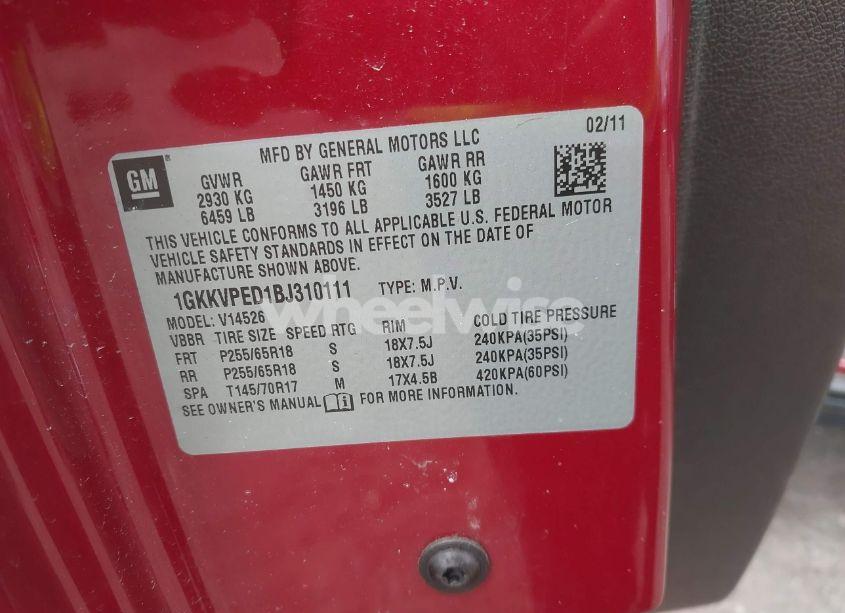 02/11
MFD BY GENERAL MOTORS LLC
GM
GVWR GAWR FRT GAWR RR
2930 KG 1450 KG 1600 KG
6459 LB 3196 LB 3527 LB
THIS VEHICLE CONFORMS TO ALL APPLICABLE U.S. FEDERAL MOTOR
VEHICLE SAFETY STANDARDS IN EFFECT ON THE DATE OF
MANUFACTURE SHOWN ABOVE.
1GKKVPED1BJ310111 TYPE: M.P.V.
MODEL: V14526
VBBR TIRE SIZE SPEED RTG RIM COLD TIRE PRESSURE
FRT P255/65R18 S 18X7.5J 240KPA(35PSI)
RR P255/65R18 S 18X7.5J 240KPA(35PSI)
SPA T145/70R17 M 17X4.5B 420KPA(60PSI)
SEE OWNER'S MANUAL FOR MORE INFORMATION.
wheelwise